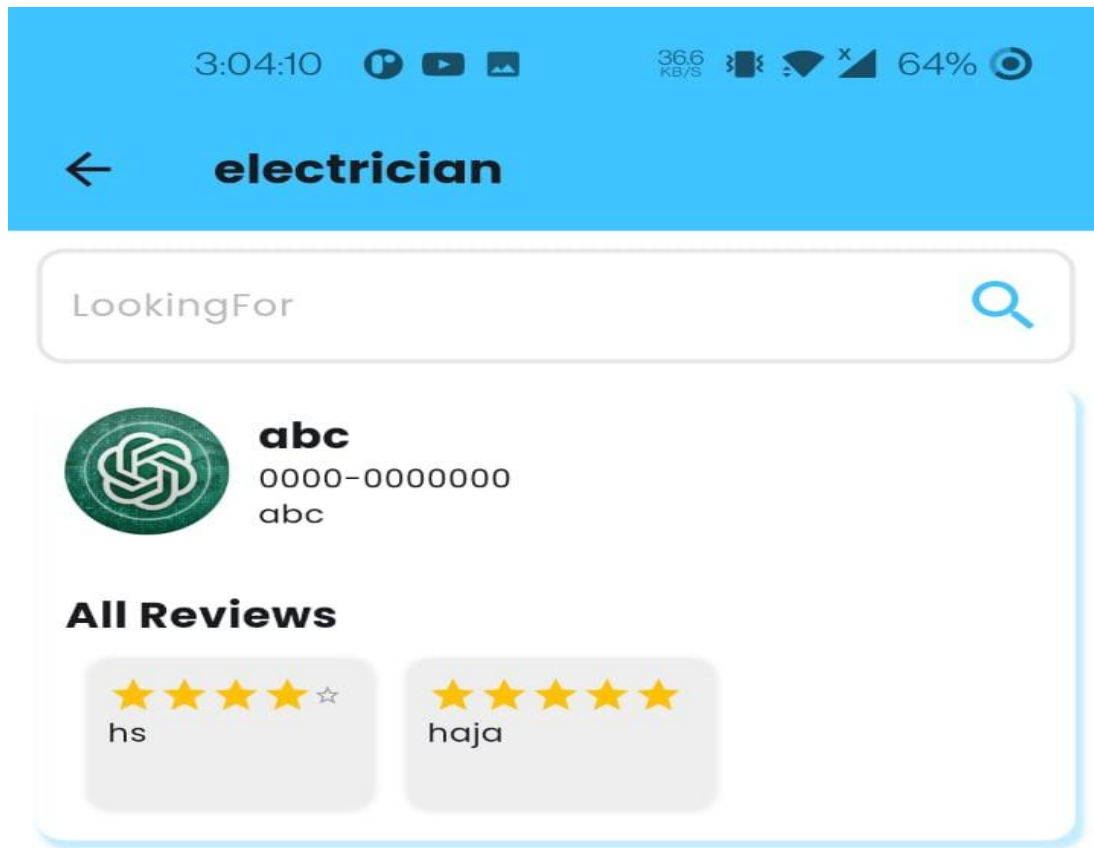 3:04:10 36.6 KB/S X 64%
electrician
LookingFor
abc
0000-0000000
abc
All Reviews
hs haja